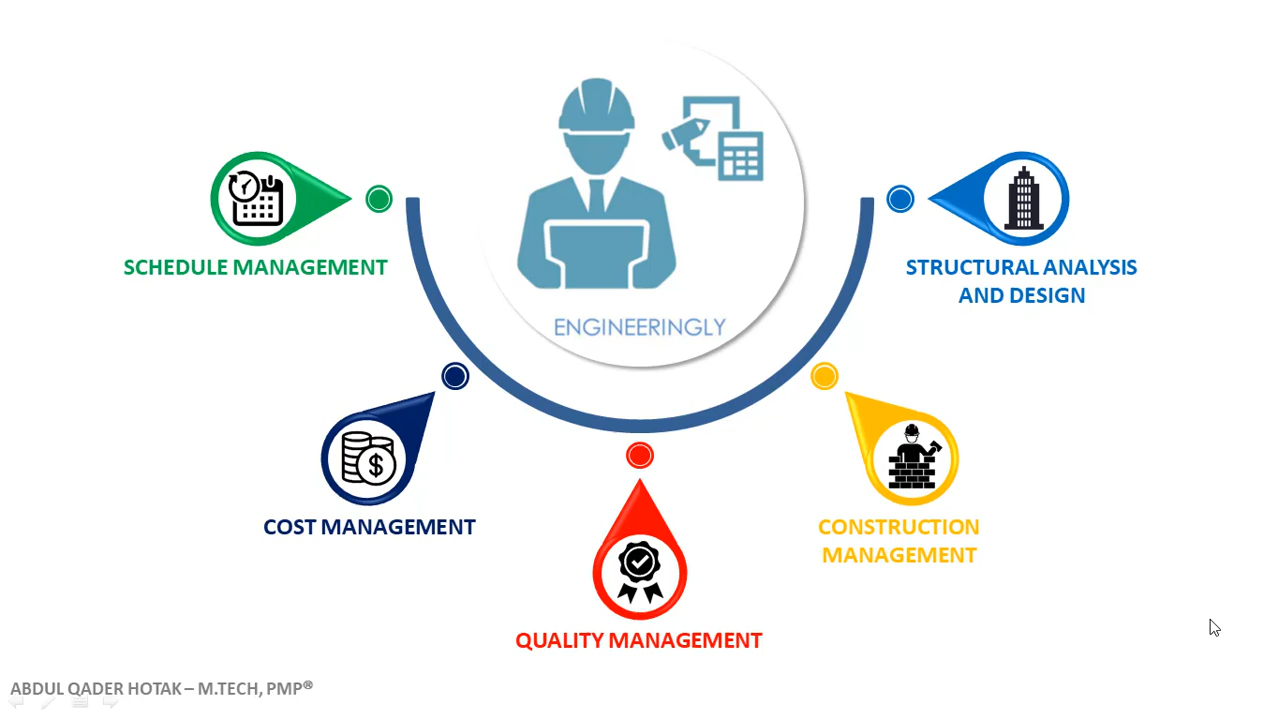 ENGINEERINGLY
SCHEDULE MANAGEMENT
STRUCTURAL ANALYSIS
AND DESIGN
$
COST MANAGEMENT
CONSTRUCTION
MANAGEMENT
QUALITY MANAGEMENT
ABDUL QADER HOTAK – M.TECH, PMP®